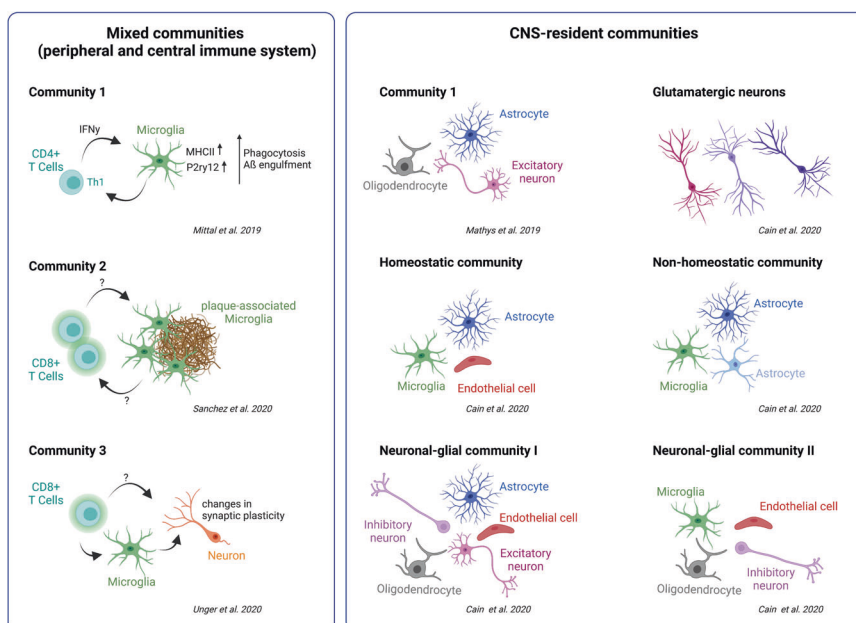 Mixed communities
(peripheral and central immune system)
Community 1
IFNy
Microglia
CD4+
T Cells
Th1
MHCII
P2ry12
Phagocytosis
Aß engulfment
Mittal et al. 2019
Community 2
?
plaque-associated
Microglia
CD8+
T Cells
?
Sanchez et al. 2020
Community 3
CD8+
T Cells
?
changes in
synaptic plasticity
Neuron
Microglia
Unger et al. 2020
CNS-resident communities
Community 1
Astrocyte
Oligodendrocyte
Excitatory
neuron
Mathys et al. 2019
Glutamatergic neurons
Cain et al. 2020
Homeostatic community
Astrocyte
Microglia
Endothelial cell
Cain et al. 2020
Non-homeostatic community
Astrocyte
Microglia
Astrocyte
Cain et al. 2020
Neuronal-glial community I
Astrocyte
Endothelial cell
Inhibitory
neuron
Excitatory
neuron
Oligodendrocyte
Cain et al. 2020
Neuronal-glial community II
Microglia
Endothelial cell
Inhibitory
neuron
Oligodendrocyte
Cain et al. 2020